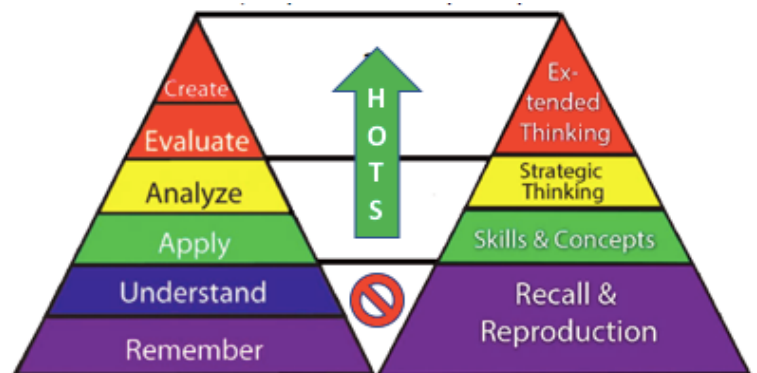 Create
Evaluate
Analyze
Apply
Understand
Remember
H
O
T
S
Ex-
tended
Thinking
Strategic
Thinking
Skills & Concepts
Recall &
Reproduction